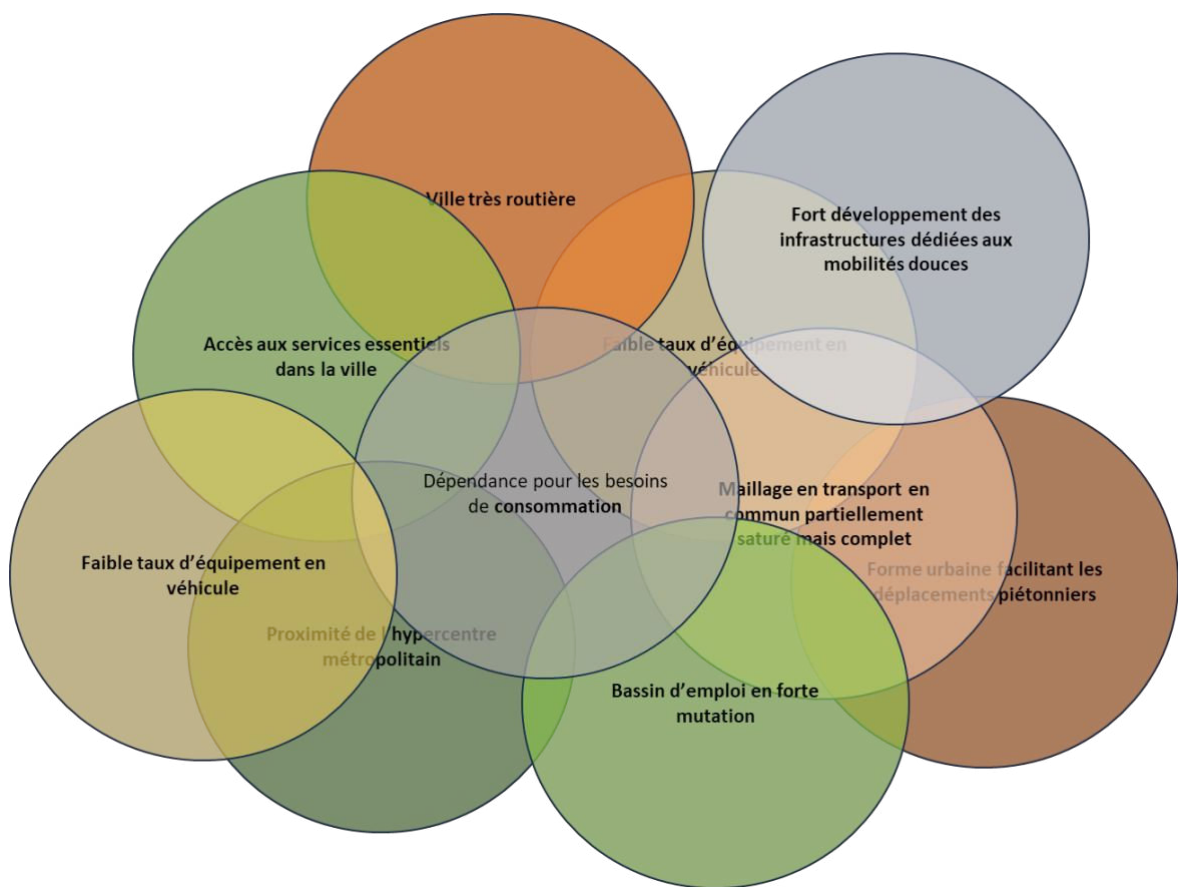 Ville très routière
Fort développement des
infrastructures dédiées aux
mobilités douces
Accès aux services essentiels
dans la ville
Faible taux d'équipement en
véhicule
Dépendance pour les besoins
de consommation
Maillage en transport en
commun partiellement
saturé mais complet
Faible taux d'équipement en
véhicule
Forme urbaine facilitant les
déplacements piétonniers
Proximité de l'hypercentre
métropolitain
Bassin d'emploi en forte
mutation